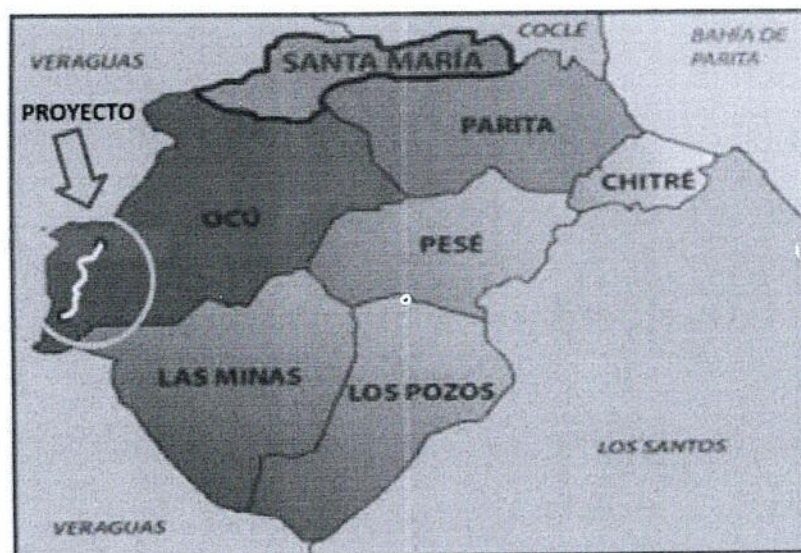 COCLÉ
BAHÍA DE
PARITA
VERAGUAS
SANTA MARÍA
PROYECTO
PARITA
CHITRÉ
OCÚ
PESÉ
LAS MINAS
LOS POZOS
LOS SANTOS
VERAGUAS